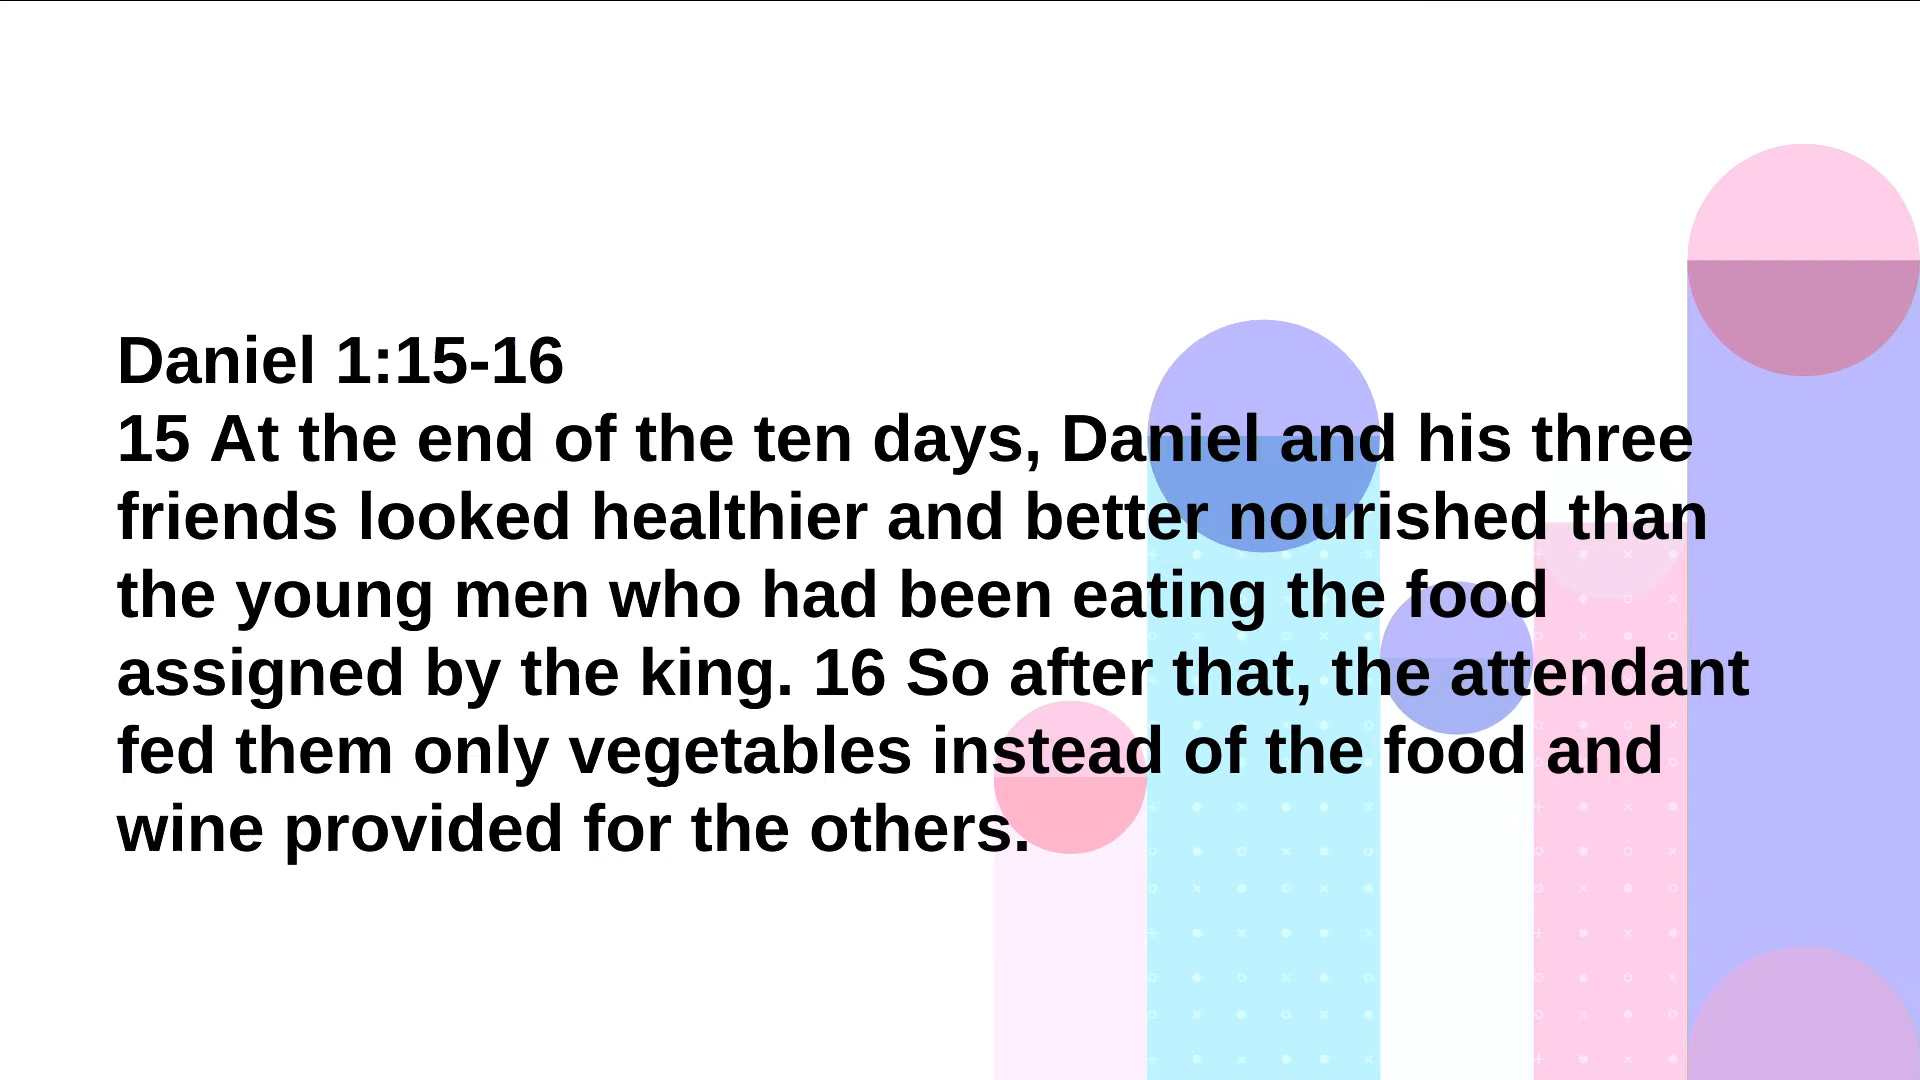 Daniel 1:15-16
15 At the end of the ten days, Daniel and his three
friends looked healthier and better nourished than
the young men who had been eating the food
assigned by the king. 16 So after that, the attendant
fed them only vegetables instead of the food and
wine provided for the others.